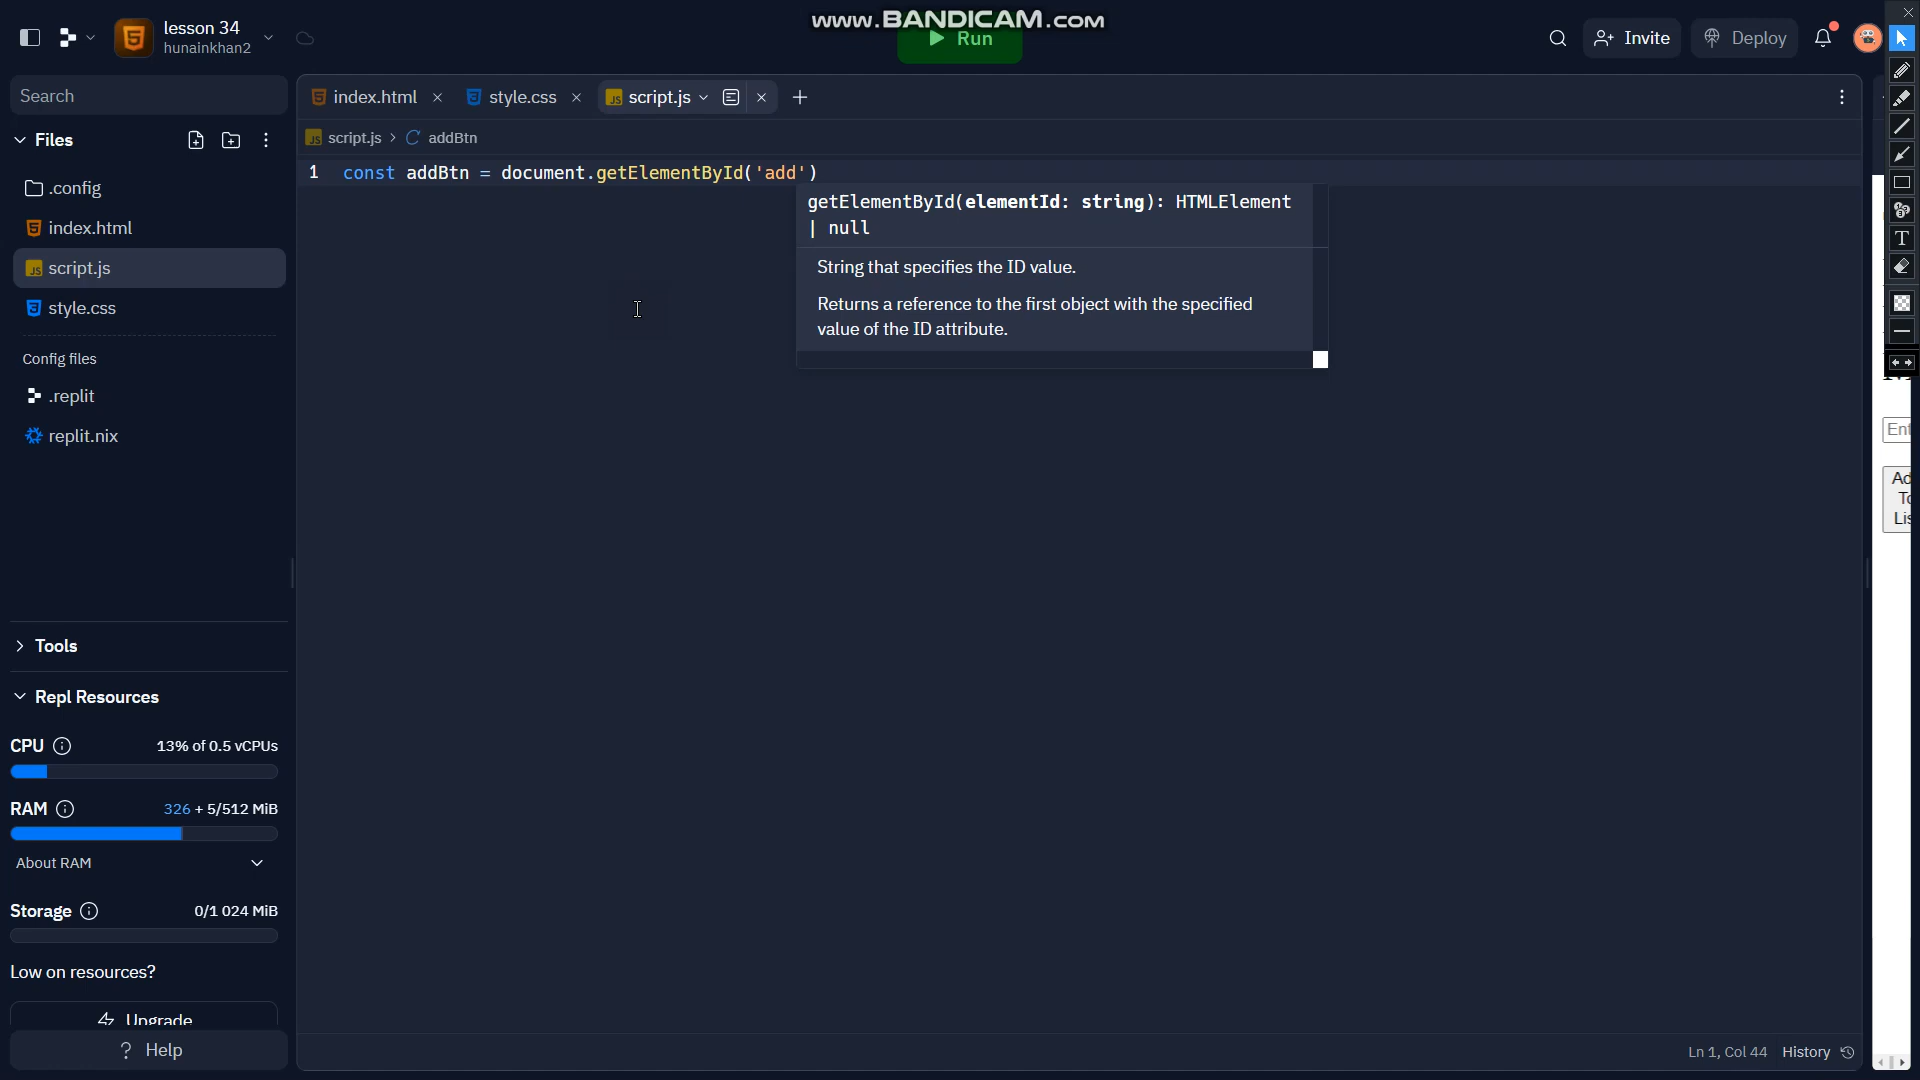 lesson 34
hunainkhan2
www.BANDICAM.com
Run
Invite
Deploy
Search
Files
.config
index.html
script.js
style.css
Config files
.replit
replit.nix
Tools
Repl Resources
CPU
13% of 0.5 vCPUs
RAM
326 + 5/512 MiB
About RAM
Storage
0/1 024 MiB
Low on resources?
Upgrade
? Help
index.html
style.css
script.js
script.js > addBtn
1 const addBtn = document.getElementById('add')
getElementById(elementId: string): HTMLElement
| null
String that specifies the ID value.
Returns a reference to the first object with the specified
value of the ID attribute.
T
Ent
Ad
To
Lis
Ln 1, Col 44
History